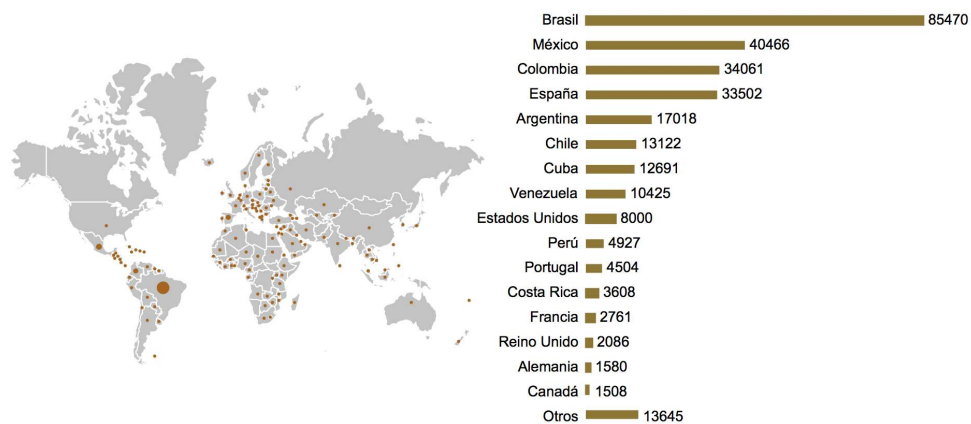 Brasil 85470
México 40466
Colombia 34061
España 33502
Argentina 17018
Chile 13122
Cuba 12691
Venezuela 10425
Estados Unidos 8000
Perú 4927
Portugal 4504
Costa Rica 3608
Francia 2761
Reino Unido 2086
Alemania 1580
Canadá 1508
Otros 13645